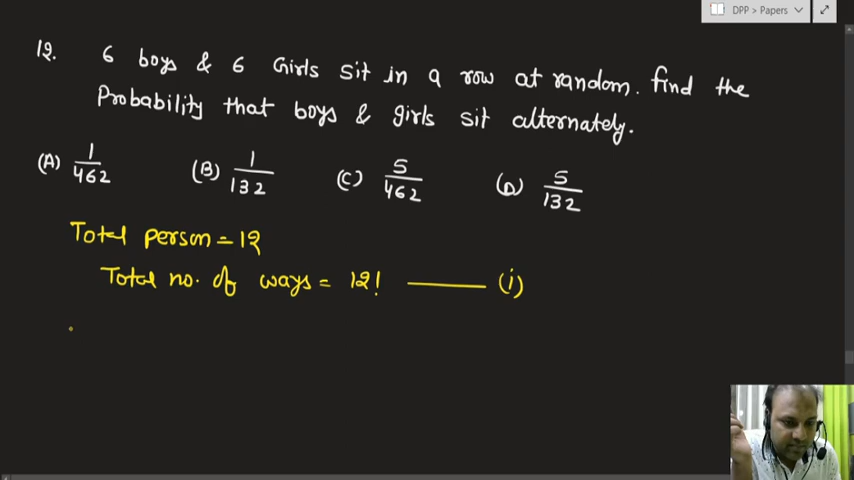 DPP > Papers
12. 6 boys & 6 Girls sit in a row at random. find the
Probability that boys & girls sit alternately.
(A) 1/462 (B) 1/132 (C) 5/462 (D) 5/132
Total person = 12
Total no. of ways = 12! —— (i)